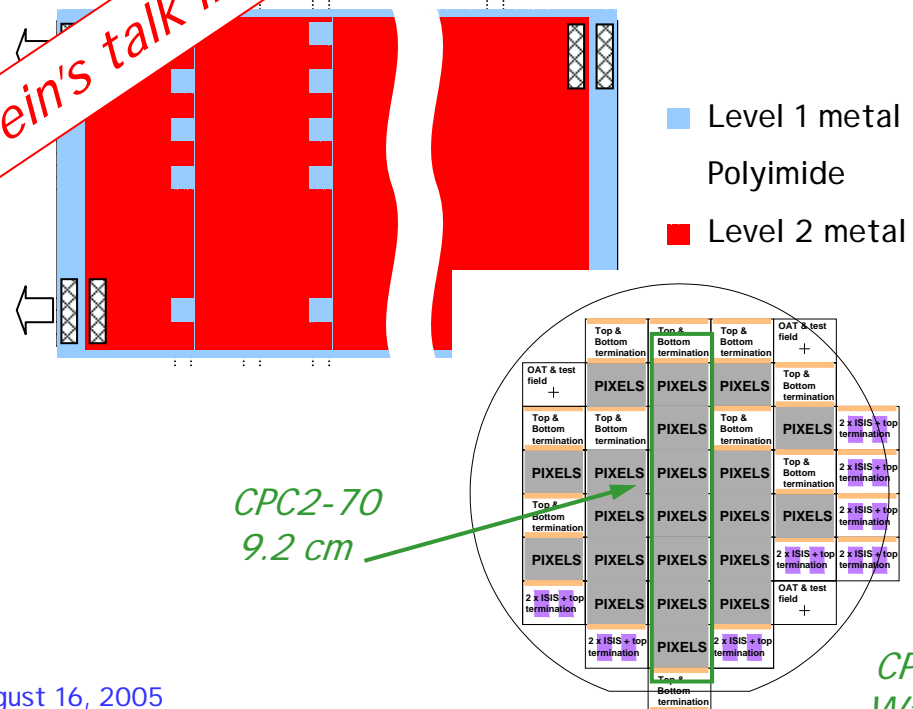 ein's talk
Level 1 metal
Polyimide
Level 2 metal
Top &
Bottom
termination
Top &
Bottom
termination
Top &
Bottom
termination
OAT & test
field
+
OAT & test
field
+
PIXELS
PIXELS
PIXELS
Top &
Bottom
termination
Top &
Bottom
termination
Top &
Bottom
termination
PIXELS
Top &
Bottom
termination
PIXELS
2 x ISIS + top
termination
PIXELS
PIXELS
PIXELS
PIXELS
Top &
Bottom
termination
2 x ISIS + top
termination
Top &
Bottom
termination
PIXELS
PIXELS
PIXELS
PIXELS
2 x ISIS + top
termination
PIXELS
PIXELS
PIXELS
PIXELS
2 x ISIS + top
termination
2 x ISIS + top
termination
2 x ISIS + top
termination
PIXELS
PIXELS
PIXELS
OAT & test
field
+
2 x ISIS + top
termination
PIXELS
2 x ISIS + top
termination
Top &
Bottom
termination
CPC2-70
9.2 cm
gust 16, 2005